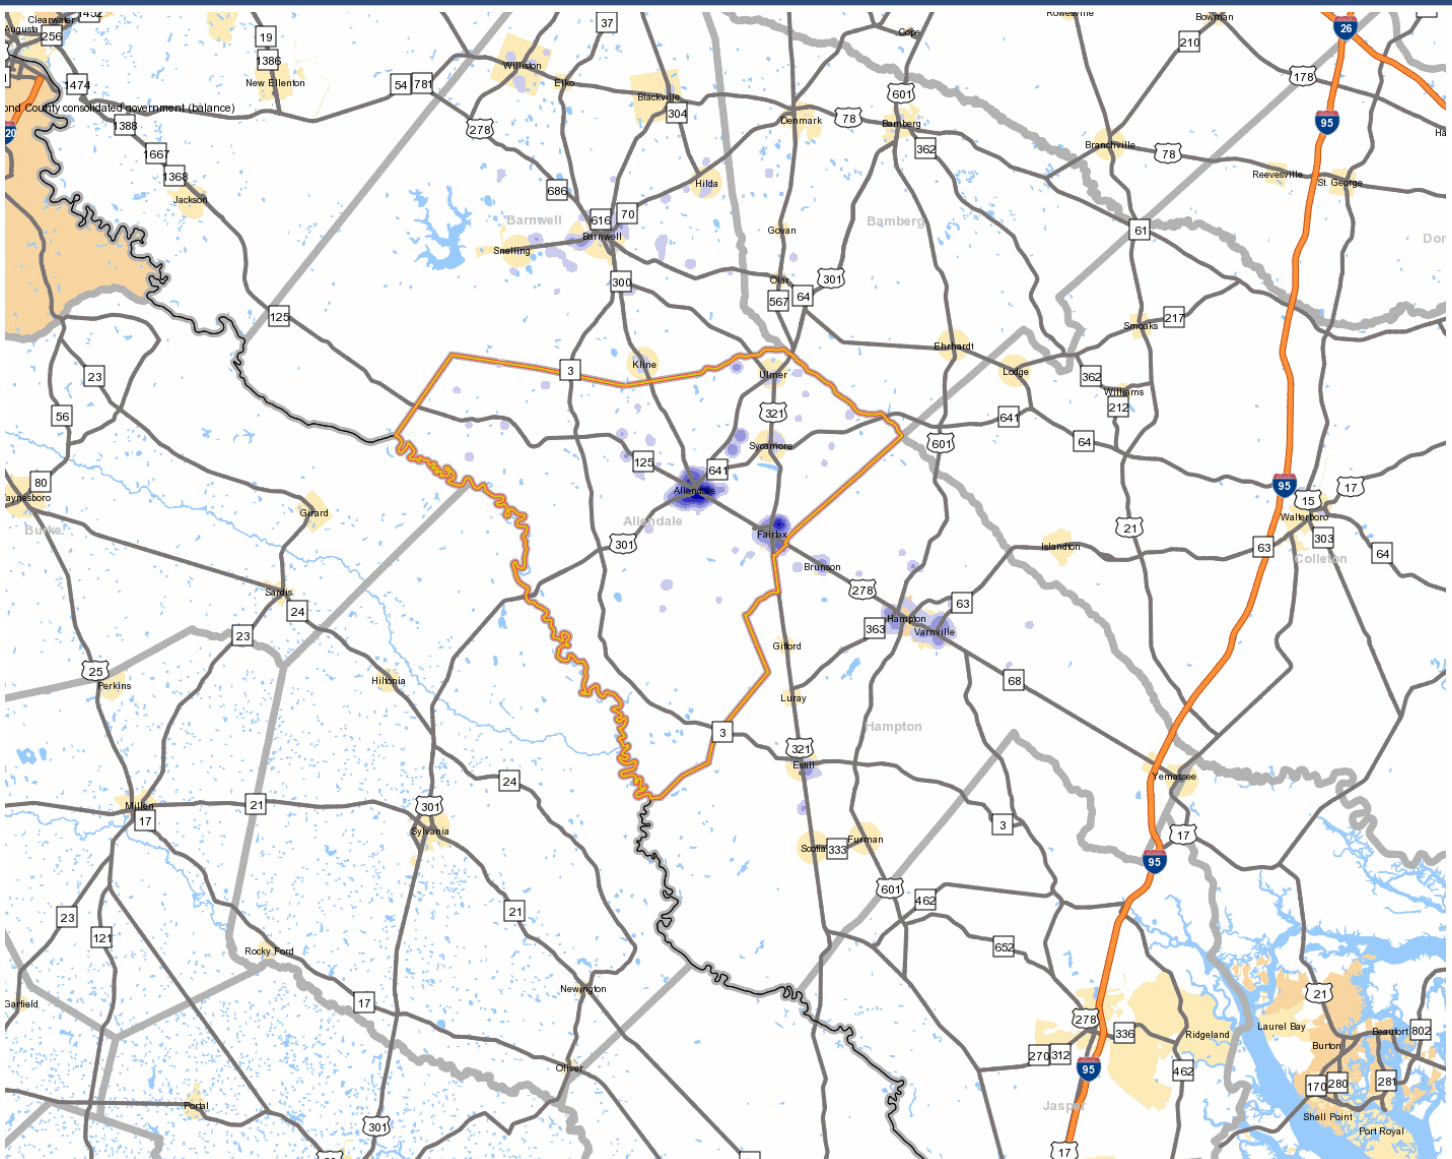 Clearwater
1452
Augusta
256
19
1386
New Ellenton
1474
ond County consolidated government (balance)
20
1388
1667
1368
Jackson
54
781
278
37
Williston
Elko
Blackville
304
Denmark
78
Cope
601
Bamberg
362
Rowesville
Bowman
210
26
178
95
Branchville
78
Reevesville
St. George
Ha
686
Hilda
616
70
Barnwell
Barnwell
Snelling
Govan
Bamberg
61
Dor
300
Olar
301
567
64
125
Smoaks
217
23
3
Kline
Ulmer
Ehrhardt
Lodge
362
Williams
212
56
321
641
601
64
Sycamore
125
641
80
aynesboro
Burke
Girard
Allendale
Allendale
Fairfax
301
95
15
17
Walterboro
303
21
63
64
Colleton
Islandton
Brunson
278
63
Hampton
Varnville
363
Sardis
24
23
Gifford
25
Perkins
Hiltonia
Luray
68
Hampton
3
321
Estill
Yemassee
24
21
301
Millen
17
Sylvania
Scotia
333
Furman
3
17
95
601
462
23
121
21
652
Rocky Ford
17
Newington
Garfield
278
336
Ridgeland
270
312
95
462
21
Laurel Bay
Burton
Beaufort
802
170
280
281
Shell Point
Port Royal
Oliver
Portal
301
Jasper
17